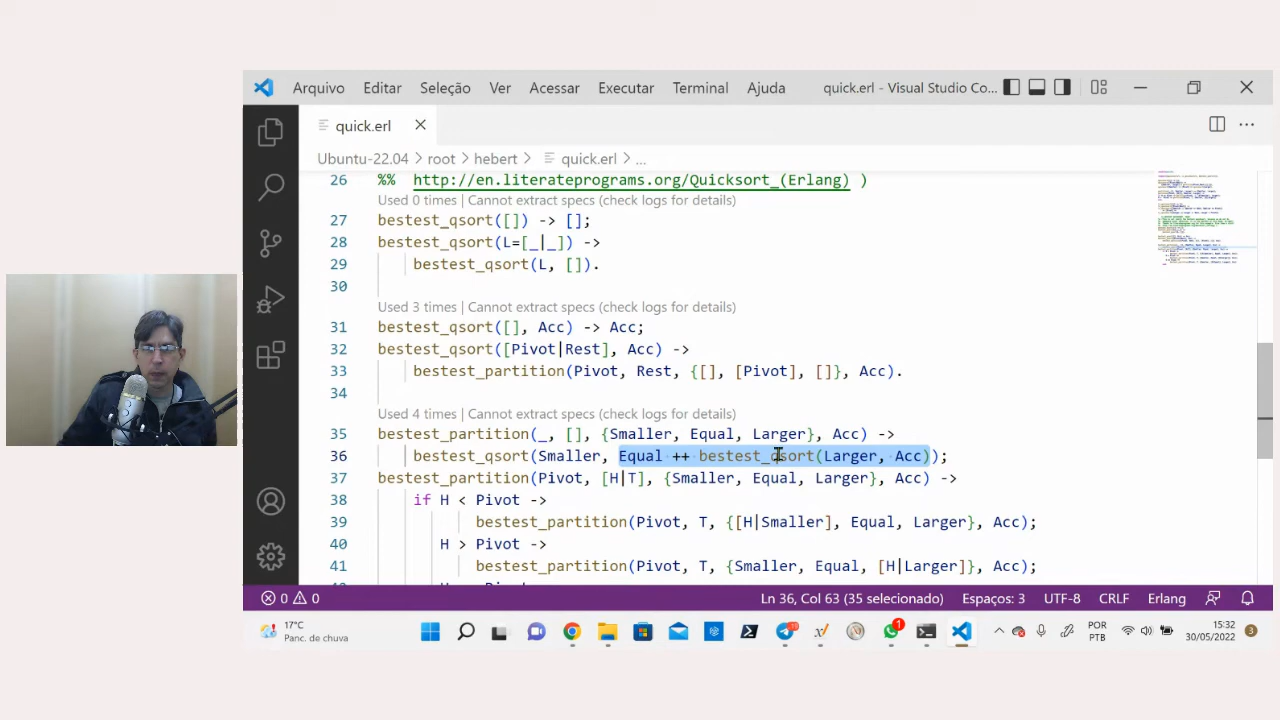 Arquivo Editar Seleção Ver Acessar Executar Terminal Ajuda quick.erl - Visual Studio Co...
quick.erl
Ubuntu-22.04 > root > hebert > quick.erl > ...
26 %% http://en.literateprograms.org/Quicksort_(Erlang) )
Used 0 times | Cannot extract specs (check logs for details)
27 bestest_qsort([]) -> [];
28 bestest_qsort(L=[_|_]) ->
29 bestest_qsort(L, []).
30
Used 3 times | Cannot extract specs (check logs for details)
31 bestest_qsort([], Acc) -> Acc;
32 bestest_qsort([Pivot|Rest], Acc) ->
33 bestest_partition(Pivot, Rest, {[], [Pivot], []}, Acc).
34
Used 4 times | Cannot extract specs (check logs for details)
35 bestest_partition(_, [], {Smaller, Equal, Larger}, Acc) ->
36 bestest_qsort(Smaller, Equal ++ bestest_qsort(Larger, Acc));
37 bestest_partition(Pivot, [H|T], {Smaller, Equal, Larger}, Acc) ->
38 if H < Pivot ->
39 bestest_partition(Pivot, T, {[H|Smaller], Equal, Larger}, Acc);
40 H > Pivot ->
41 bestest_partition(Pivot, T, {Smaller, Equal, [H|Larger]}, Acc);
0 0 Ln 36, Col 63 (35 selecionado) Espaços: 3 UTF-8 CRLF Erlang
17°C
Panc. de chuva
1
POR
PTB
15:32
30/05/2022
3